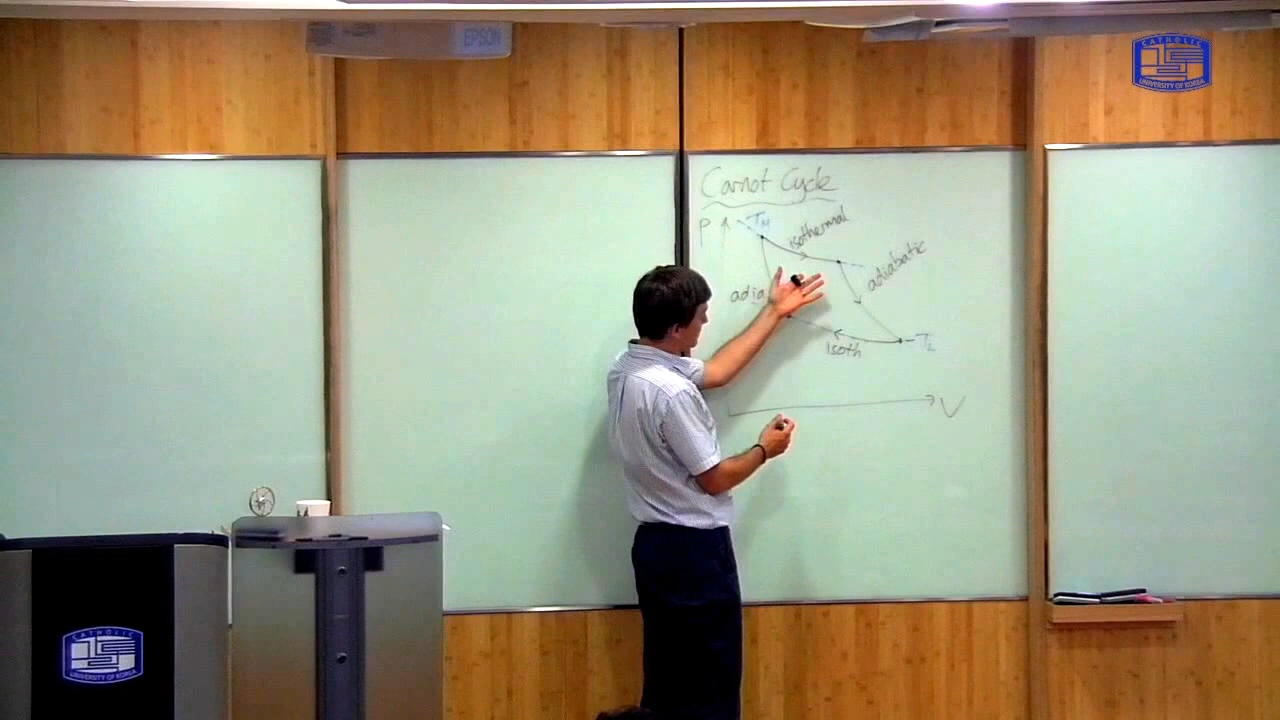 EPSON
CATHOLIC
UNIVERSITY OF KOREA
Carnot Cycle
P
TH
isothermal
adiabatic
adia
isoth
TL
V
CATHOLIC
UNIVERSITY OF KOREA